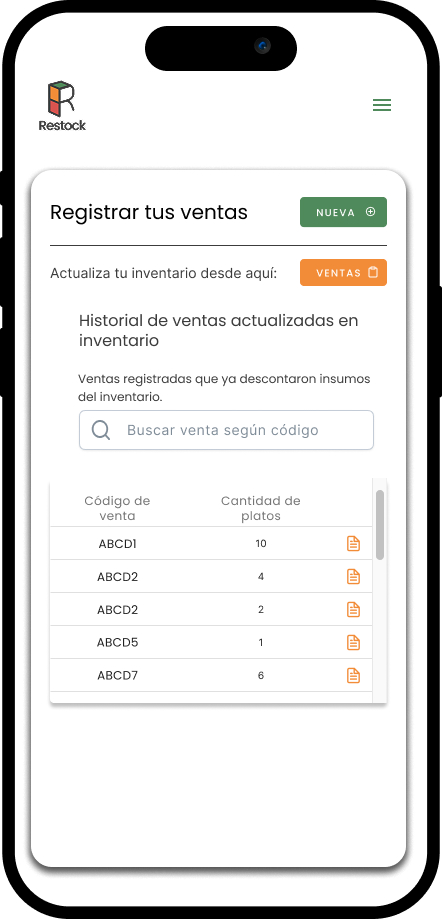 Restock
Registrar tus ventas
NUEVA
Actualiza tu inventario desde aquí:
VENTAS
Historial de ventas actualizadas en
inventario
Ventas registradas que ya descontaron insumos
del inventario.
Buscar venta según código
Código de
venta
Cantidad de
platos
ABCD1 10
ABCD2 4
ABCD2 2
ABCD5 1
ABCD7 6